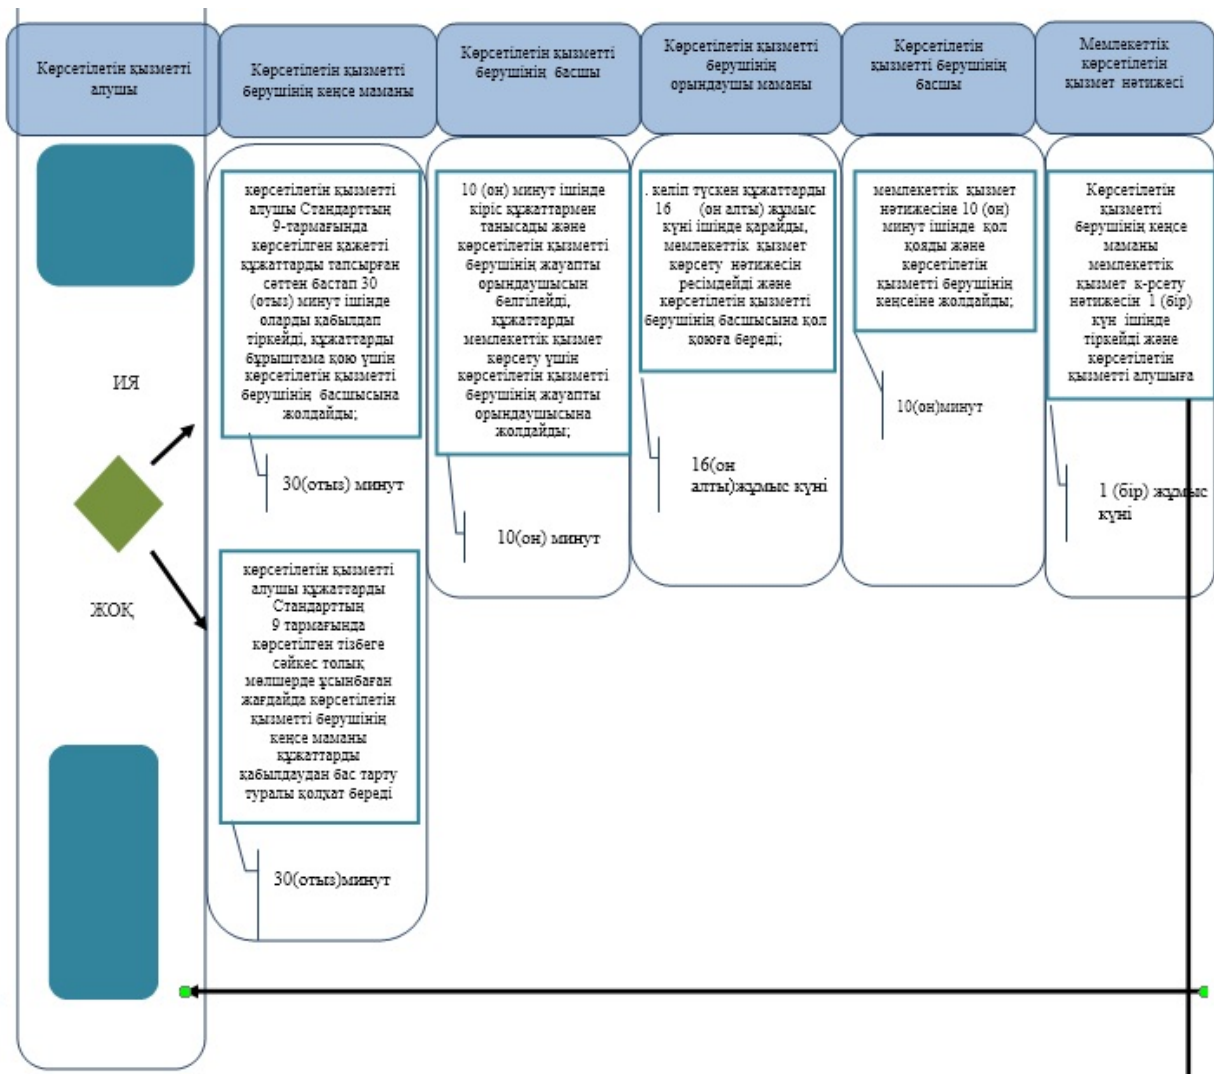 Көрсетілетін қызметті
алушы
Көрсетілетін қызметті
берушінің кеңсе маманы
Көрсетілетін қызметті
берушінің басшы
Көрсетілетін қызметті
берушінің
орындаушы маманы
Көрсетілетін
қызметті берушінің
басшы
Мемлекеттік
көрсетілетін
қызмет нәтижесі
ИЯ
ЖОҚ
көрсетілетін қызметті
алушы Стандарттың
9-тармағында
көрсетілген қажетті
құжаттарды тапсырған
сәттен бастап 30
(отыз) минут ішінде
оларды қабылдап
тіркейді, құжаттарды
бұрыштама қою үшін
көрсетілетін қызметті
берушінің басшысына
жолдайды;
30(отыз) минут
көрсетілетін қызметті
алушы құжаттарды
Стандарттың
9 тармағында
көрсетілген тізбеге
сәйкес толық
мөлшерде ұсынбаған
жағдайда көрсетілетін
қызметті берушінің
кеңсе маманы
құжаттарды
қабылдаудан бас тарту
туралы қолхат береді
30(отыз)минут
10 (он) минут ішінде
кіріс құжаттармен
танысады және
көрсетілетін қызметті
берушінің жауапты
орындаушысын
белгілейді,
құжаттарды
мемлекеттік қызмет
көрсету үшін
көрсетілетін қызметті
берушінің жауапты
орындаушысына
жолдайды;
10(он) минут
. келіп түскен құжаттарды
16 (он алты) жұмыс
күні ішінде қарайды,
мемлекеттік қызмет
көрсету нәтижесін
ресімдейді және
көрсетілетін қызметті
берушінің басшысына қол
қоюға береді;
16(он
алты)жұмыс күні
мемлекеттік қызмет
нәтижесіне 10 (он)
минут ішінде қол
қояды және
көрсетілетін
қызметті берушінің
кеңсеіне жолдайды;
10(он)минут
Көрсетілетін
қызметті
берушінің кеңсе
маманы
мемлекеттік
қызмет к-рсету
нәтижесін 1 (бір)
күн ішінде
тіркейді және
көрсетілетін
қызметті алушыға
1 (бір) жұмыс
күні